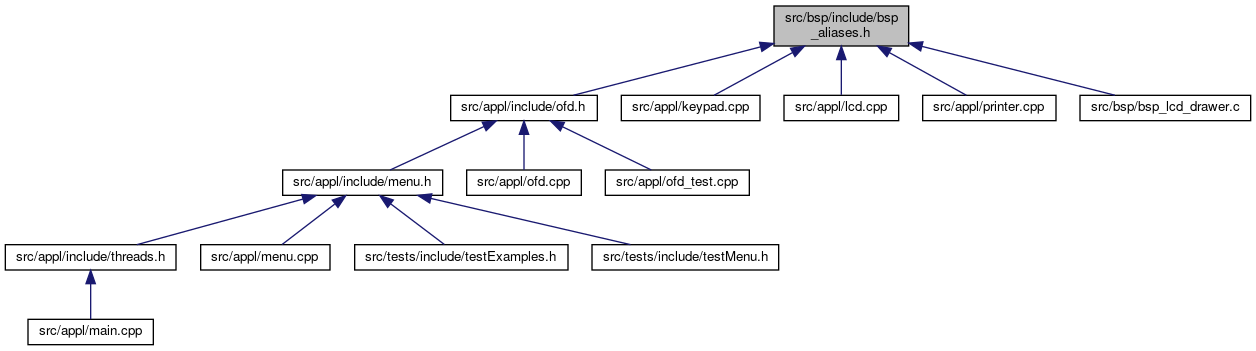 src/bsp/include/bsp
_aliases.h
src/appl/include/ofd.h
src/appl/keypad.cpp
src/appl/lcd.cpp
src/appl/printer.cpp
src/bsp/bsp_lcd_drawer.c
src/appl/include/menu.h
src/appl/ofd.cpp
src/appl/ofd_test.cpp
src/appl/include/threads.h
src/appl/menu.cpp
src/tests/include/testExamples.h
src/tests/include/testMenu.h
src/appl/main.cpp